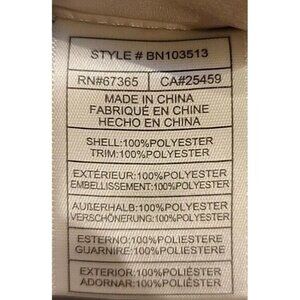 STYLE # BN103513
RN#67365 CA#25459
MADE IN CHINA
FABRIQUÉ EN CHINE
HECHO EN CHINA
SHELL:100%POLYESTER
TRIM:100%POLYESTER
EXTÉRIEUR:100%POLYESTER
EMBELLISSEMENT:100%POLYESTER
AUßERHALB:100%POLYESTER
VERSCHÖNERUNG:100%POLYESTER
ESTERNO:100%POLIESTERE
GUARNIRE:100%POLIESTERE
EXTERIOR:100%POLIÉSTER
ADORNAR:100%POLIÉSTER